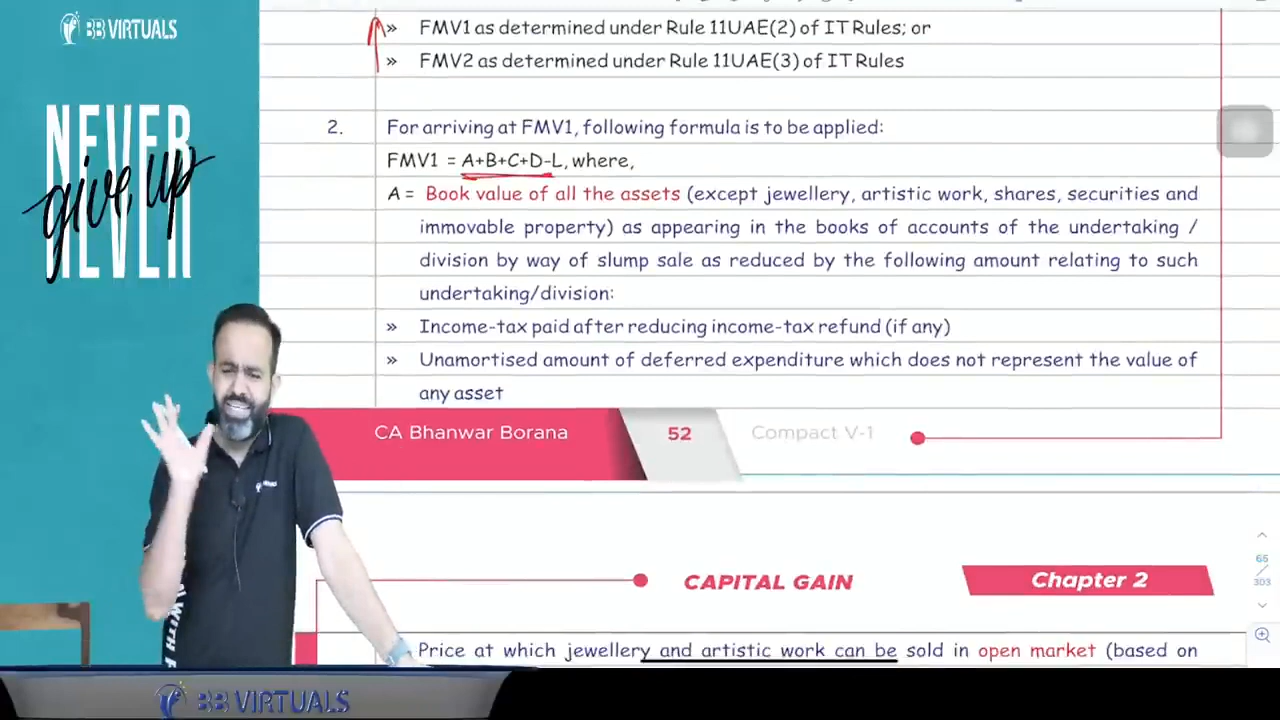 BB VIRTUALS
NEVER
give up
NEVER
» FMV1 as determined under Rule 11UAE(2) of IT Rules; or
» FMV2 as determined under Rule 11UAE(3) of IT Rules
2. For arriving at FMV1, following formula is to be applied:
FMV1 = A+B+C+D-L, where,
A = Book value of all the assets (except jewellery, artistic work, shares, securities and
immovable property) as appearing in the books of accounts of the undertaking /
division by way of slump sale as reduced by the following amount relating to such
undertaking/division:
» Income-tax paid after reducing income-tax refund (if any)
» Unamortised amount of deferred expenditure which does not represent the value of
any asset
CA Bhanwar Borana 52 Compact V-1
CAPITAL GAIN Chapter 2
65
/
303
Price at which jewellery and artistic work can be sold in open market (based on
BB VIRTUALS